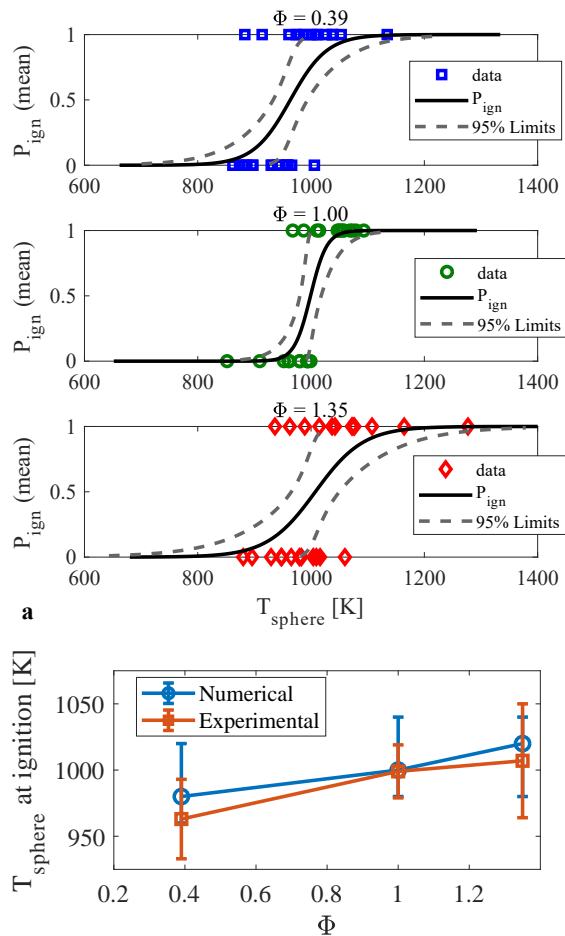 Φ = 0.39
P_ign (mean)
1
0.5
0
data
P_ign
95% Limits
600 800 1000 1200 1400
Φ = 1.00
P_ign (mean)
1
0.5
0
data
P_ign
95% Limits
600 800 1000 1200 1400
Φ = 1.35
P_ign (mean)
1
0.5
0
data
P_ign
95% Limits
600 800 1000 1200 1400
a
T_sphere [K]
T_sphere at ignition [K]
1050
1000
950
Numerical
Experimental
0.2 0.4 0.6 0.8 1 1.2
Φ